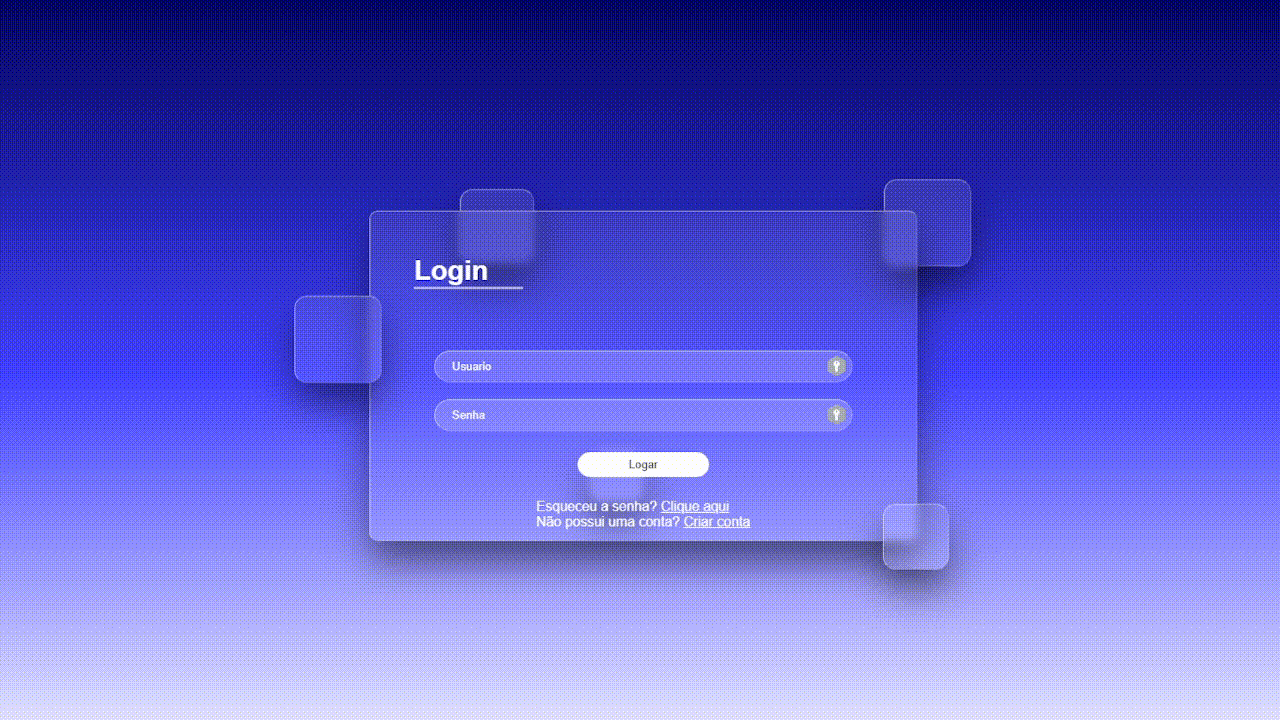 Login
Usuario
Senha
Logar
Esqueceu a senha? Clique aqui
Não possui uma conta? Criar conta